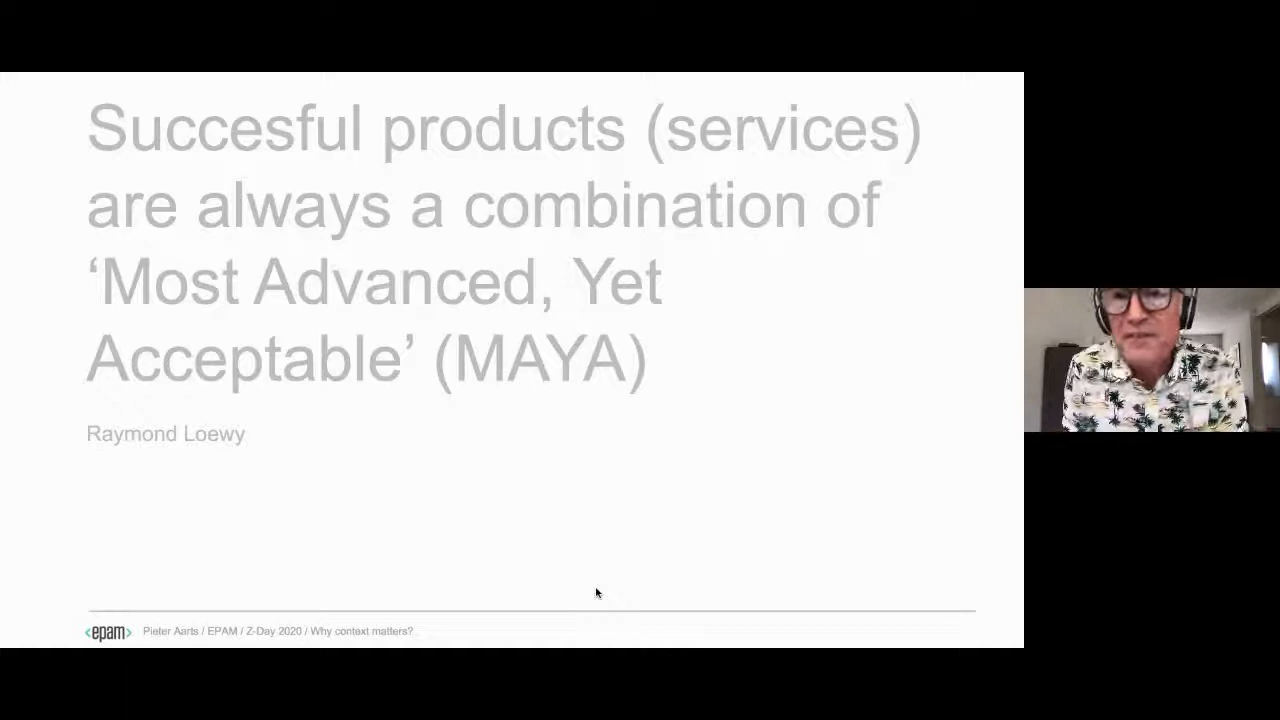 Succesful products (services)
are always a combination of
‘Most Advanced, Yet
Acceptable’ (MAYA)
Raymond Loewy
<epam> Pieter Aarts / EPAM / Z-Day 2020 / Why context matters?